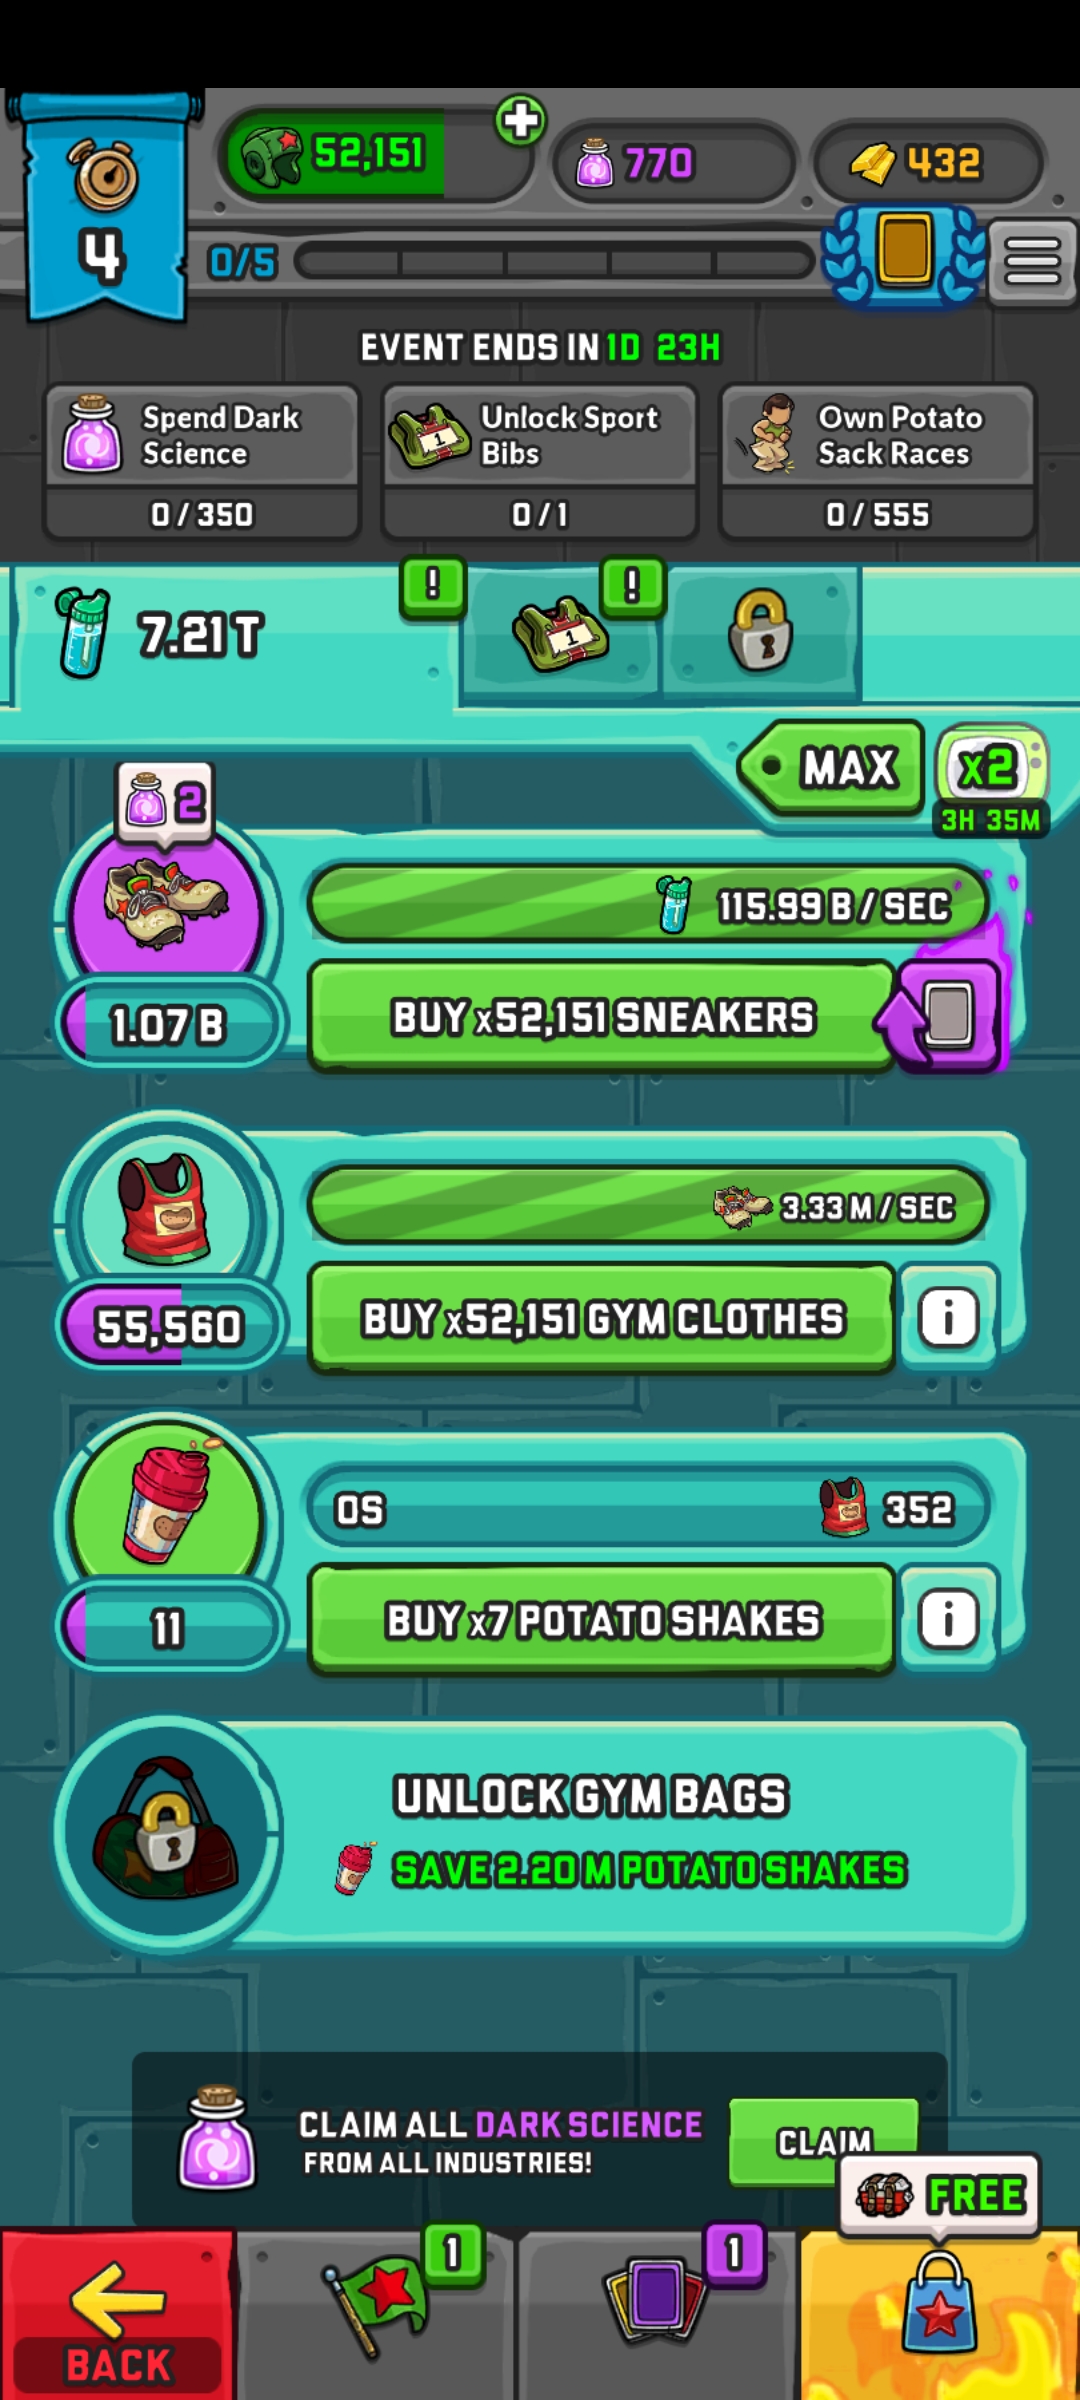 52,151
770
432
4
0/5
EVENT ENDS IN 1D 23H
Spend Dark Science
0 / 350
Unlock Sport Bibs
0 / 1
Own Potato Sack Races
0 / 555
7.21 T
!
1
!
MAX
x2
3H 35M
2
115.99 B / SEC
1.07 B
BUY x52,151 SNEAKERS
3.33 M / SEC
55,560
BUY x52,151 GYM CLOTHES
i
0S
352
11
BUY x7 POTATO SHAKES
i
UNLOCK GYM BAGS
SAVE 2.20 M POTATO SHAKES
CLAIM ALL DARK SCIENCE
FROM ALL INDUSTRIES!
CLAIM
FREE
1
1
BACK